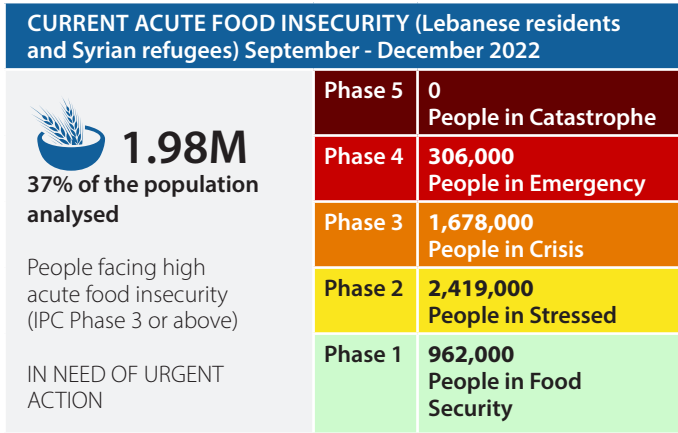 CURRENT ACUTE FOOD INSECURITY (Lebanese residents
and Syrian refugees) September - December 2022
1.98M
37% of the population
analysed
People facing high
acute food insecurity
(IPC Phase 3 or above)
IN NEED OF URGENT
ACTION
Phase 5
0
People in Catastrophe
Phase 4
306,000
People in Emergency
Phase 3
1,678,000
People in Crisis
Phase 2
2,419,000
People in Stressed
Phase 1
962,000
People in Food
Security